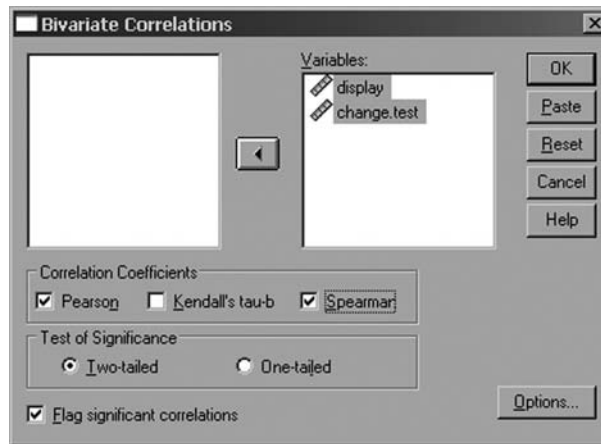 Bivariate Correlations
Variables:
display
change.test
OK
Paste
Reset
Cancel
Help
Correlation Coefficients
Pearson Kendall's tau-b Spearman
Test of Significance
Two-tailed One-tailed
Flag significant correlations
Options...